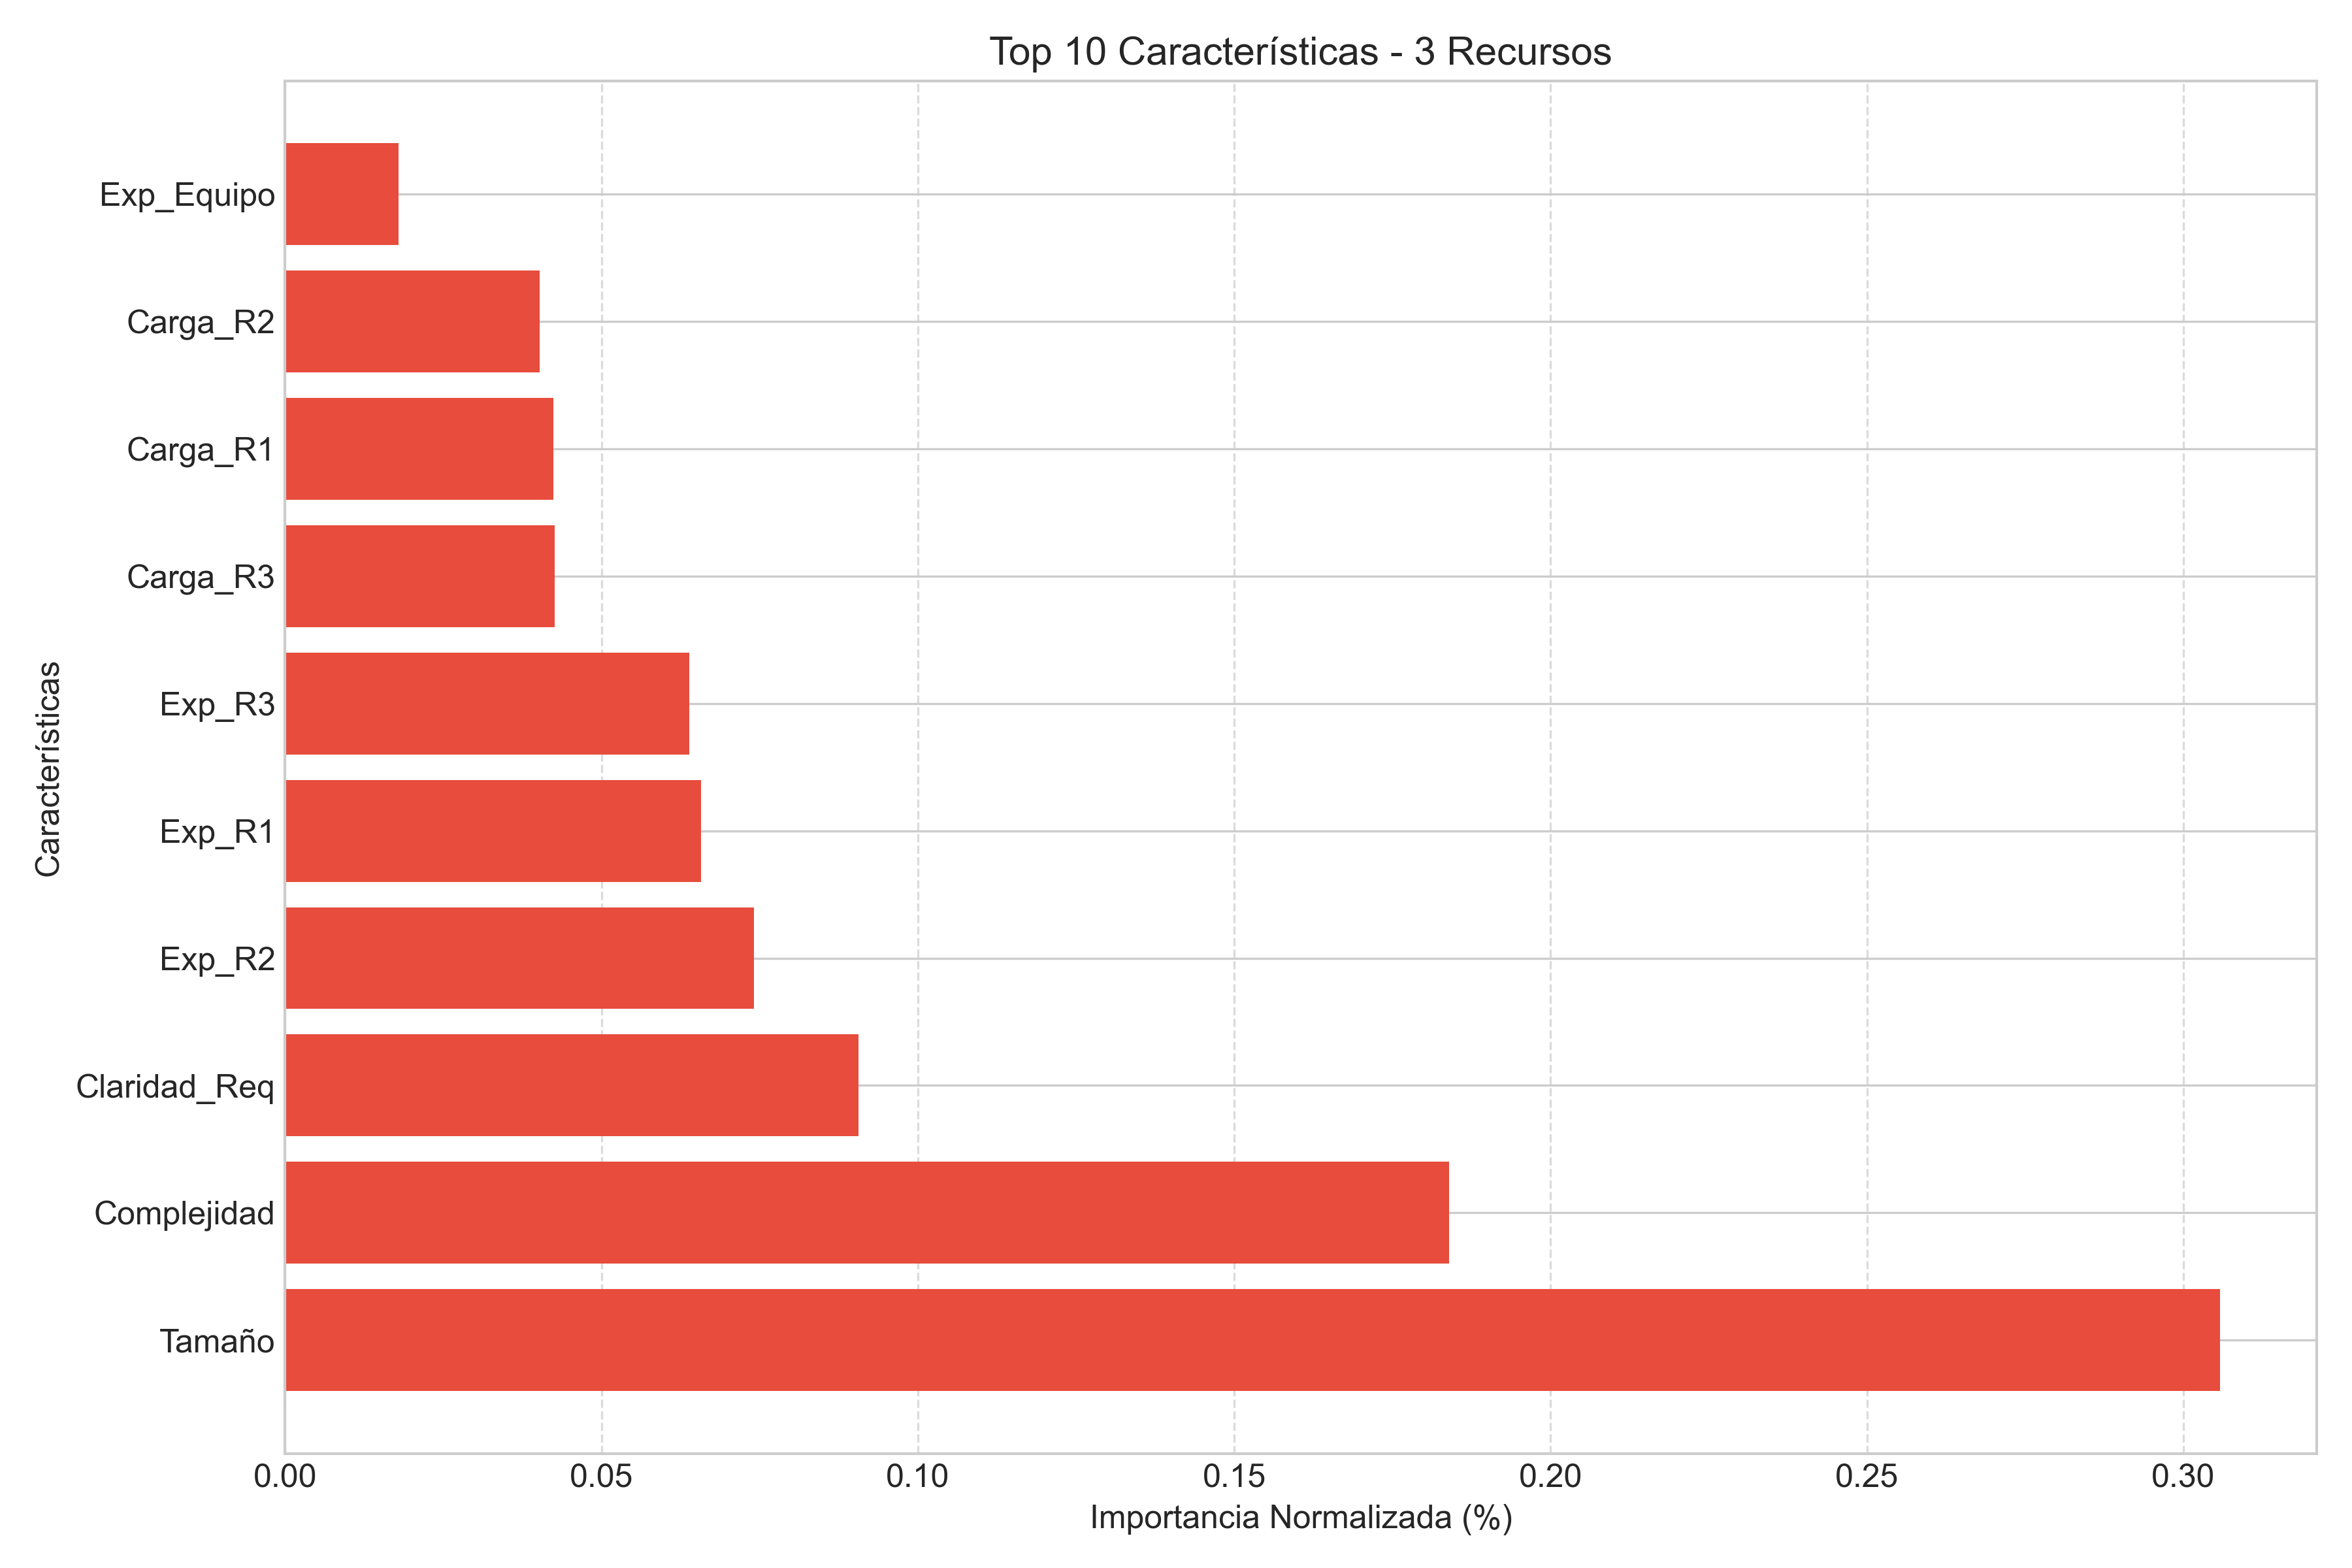 Top 10 Características - 3 Recursos
Características
Exp_Equipo
Carga_R2
Carga_R1
Carga_R3
Exp_R3
Exp_R1
Exp_R2
Claridad_Req
Complejidad
Tamaño
0.00 0.05 0.10 0.15 0.20 0.25 0.30
Importancia Normalizada (%)